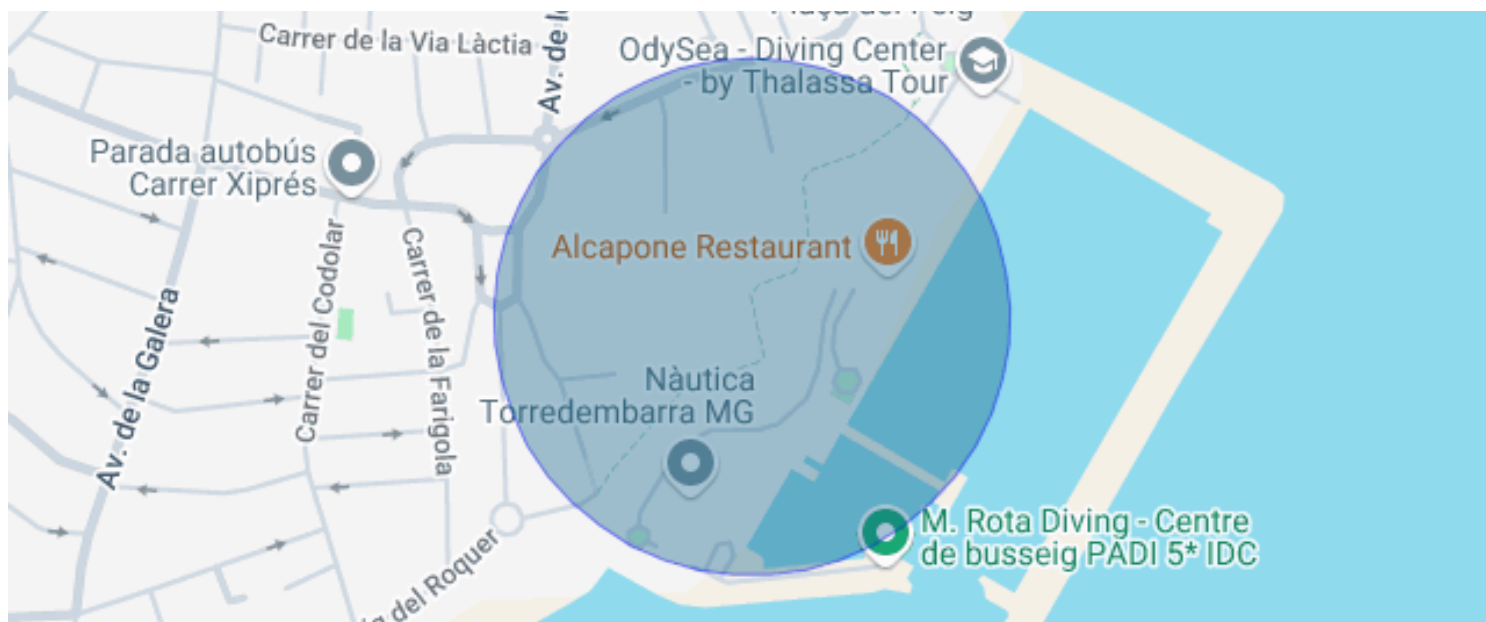 Carrer de la Via Làctia
Av. de
OdySea - Diving Center
- by Thalassa Tour
Parada autobús
Carrer Xiprés
Alcapone Restaurant
Av. de la Galera
Carrer del Codolar
Carrer de la Farigola
Nàutica
Torredembarra MG
M. Rota Diving - Centre
de busseig PADI 5* IDC
del Roquer